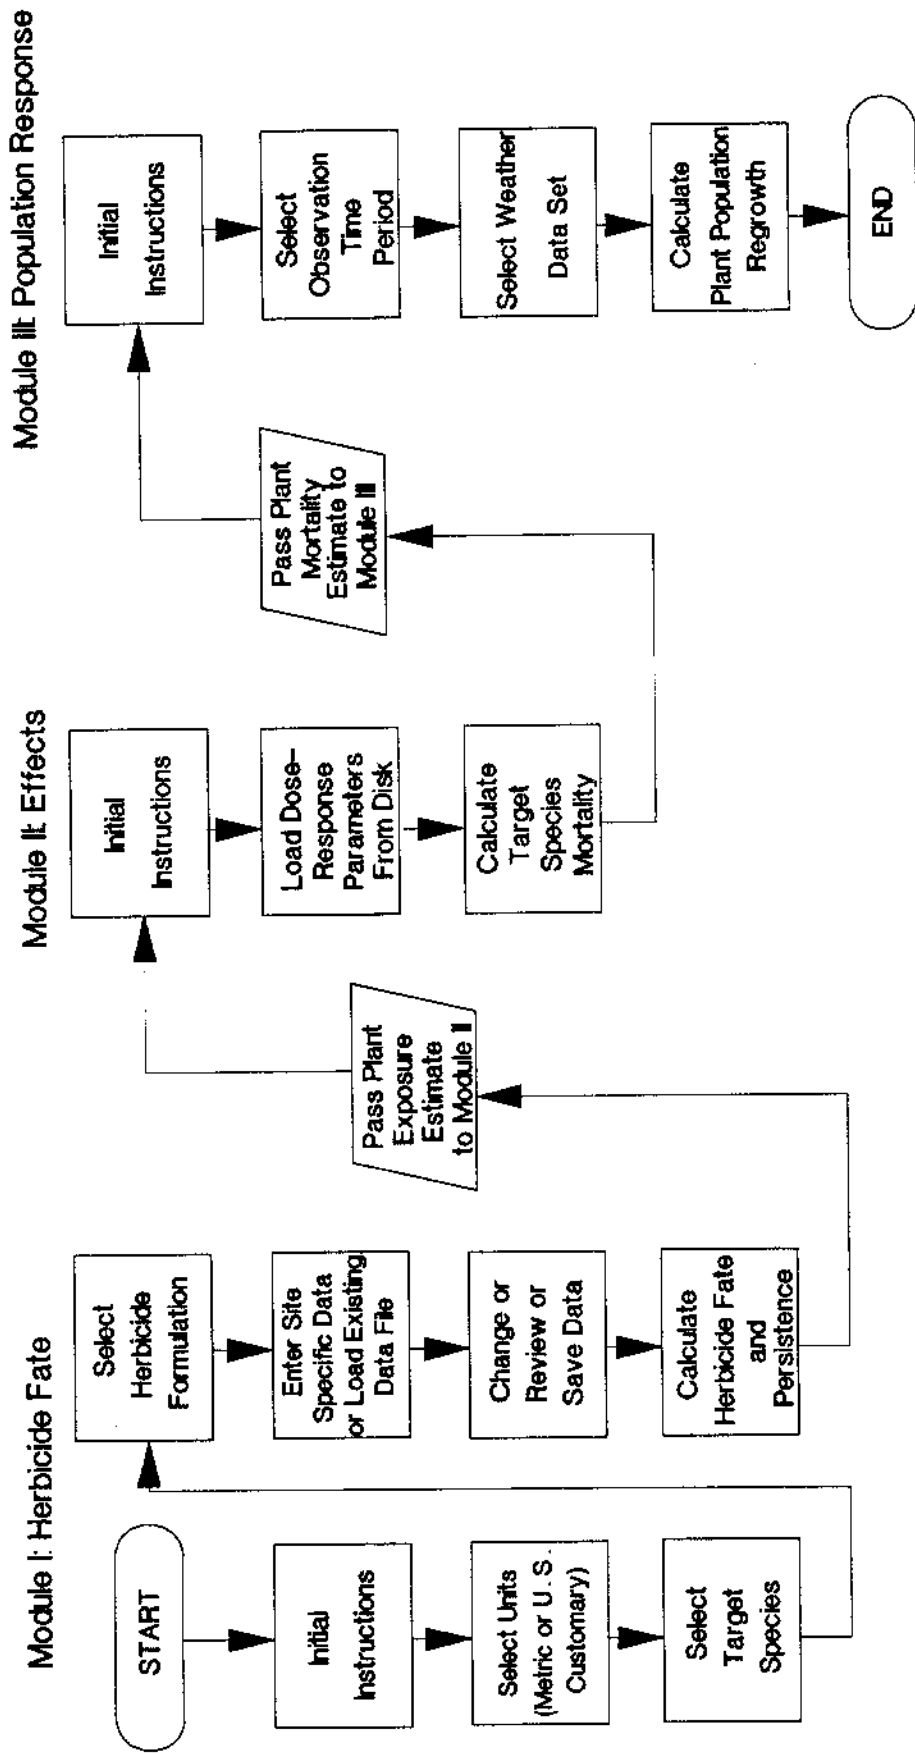 Module I: Herbicide Fate
START
Initial
Instructions
Select Units
(Metric or U. S.
Customary)
Select
Target
Species
Select
Herbicide
Formulation
Enter Site
Specific Data
or Load Existing
Data File
Change or
Review or
Save Data
Calculate
Herbicide Fate
and
Persistence
Pass Plant
Exposure
Estimate
to Module II
Module II: Effects
Initial
Instructions
Load Dose-
Response
Parameters
From Disk
Calculate
Target
Species
Mortality
Pass Plant
Mortality
Estimate to
Module III
Module III: Population Response
Initial
Instructions
Select
Observation
Time
Period
Select Weather
Data Set
Calculate
Plant Population
Regrowth
END